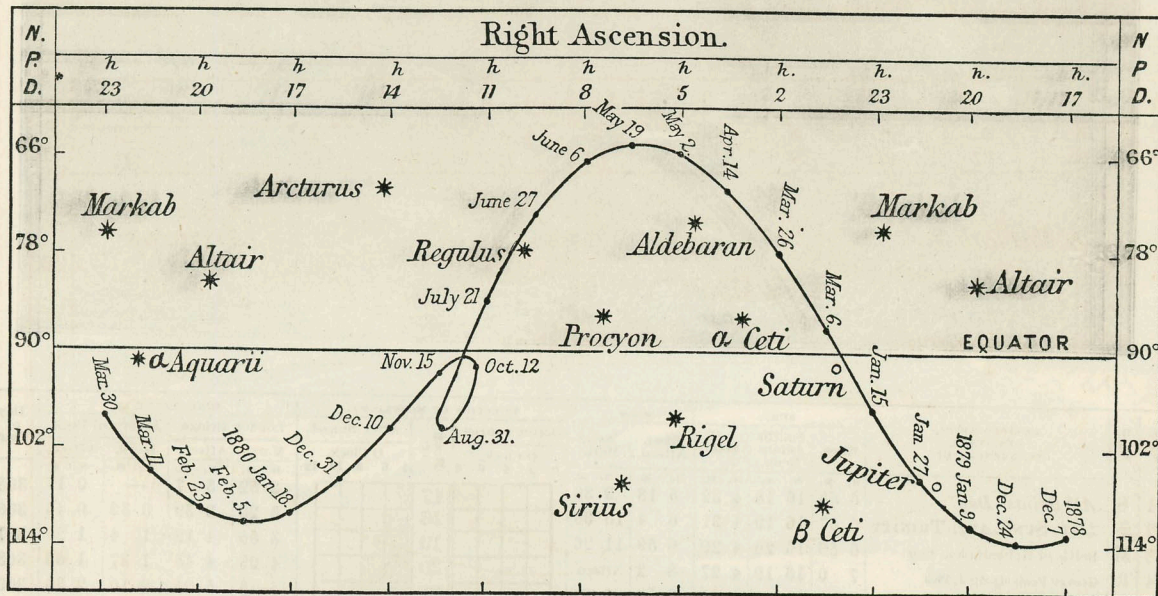 Right Ascension.
N. P. D.
N P D.
h h h h h h h h. h. h. h.
23 20 17 14 11 8 5 2 23 20 17
66° 66°
78° 78°
90° 90°
102° 102°
114° 114°
May 19
May 2.
June 6
Apr. 14
Arcturus
June 27
Mar. 26
Markab
Markab
Regulus
Aldebaran
Altair
Altair
July 21
Mar. 6
Procyon
α Ceti
EQUATOR
α Aquarii
Nov. 15
Oct. 12
Saturn
Jan. 15
Mar. 30
Dec. 10
Aug. 31.
Rigel
Mar. 11
Feb. 23
Feb. 5
1880 Jan. 18.
Dec. 31
Jan. 27
Jupiter
1879 Jan. 9
Dec. 24
1878
Dec. 7
Sirius
β Ceti